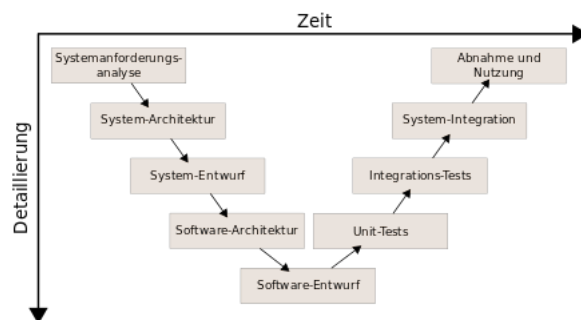 Zeit
Detaillierung
Systemanforderungs-
analyse
Abnahme und
Nutzung
System-Architektur
System-Integration
System-Entwurf
Integrations-Tests
Software-Architektur
Unit-Tests
Software-Entwurf